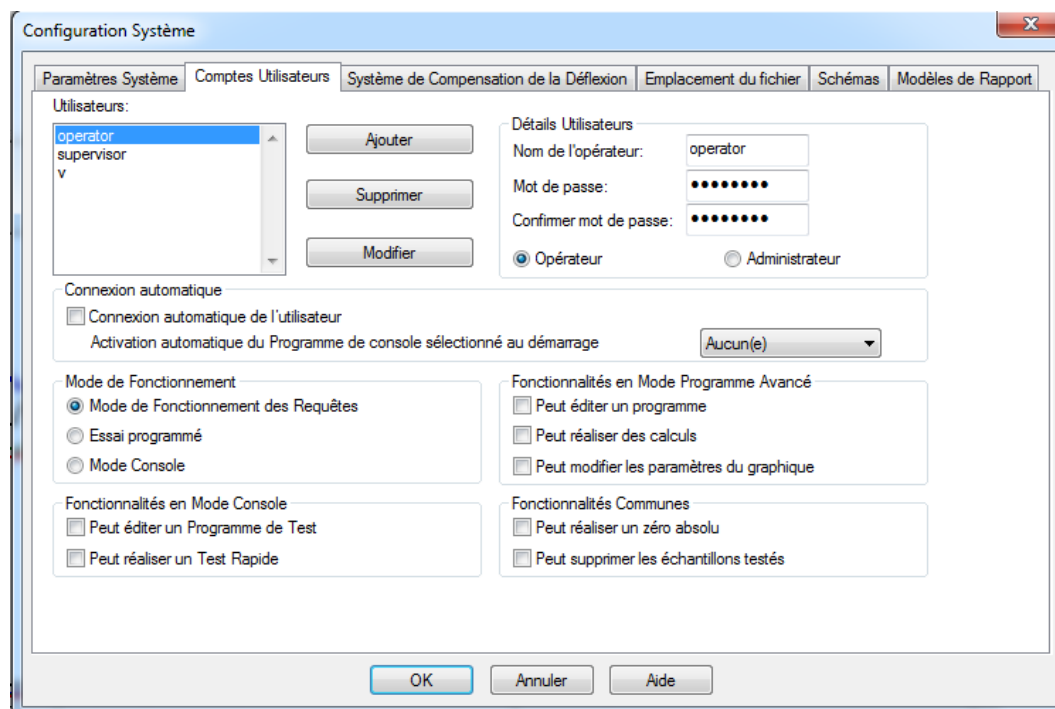 Configuration Système
Paramètres Système Comptes Utilisateurs Système de Compensation de la Déflexion Emplacement du fichier Schémas Modèles de Rapport
Utilisateurs:
operator
supervisor
v
Ajouter
Supprimer
Modifier
Détails Utilisateurs
Nom de l'opérateur: operator
Mot de passe: ●●●●●●●●
Confirmer mot de passe: ●●●●●●●●
Opérateur Administrateur
Connexion automatique
Connexion automatique de l'utilisateur
Activation automatique du Programme de console sélectionné au démarrage Aucun(e)
Mode de Fonctionnement
Mode de Fonctionnement des Requêtes
Essai programmé
Mode Console
Fonctionnalités en Mode Programme Avancé
Peut éditer un programme
Peut réaliser des calculs
Peut modifier les paramètres du graphique
Fonctionnalités en Mode Console
Peut éditer un Programme de Test
Peut réaliser un Test Rapide
Fonctionnalités Communes
Peut réaliser un zéro absolu
Peut supprimer les échantillons testés
OK Annuler Aide